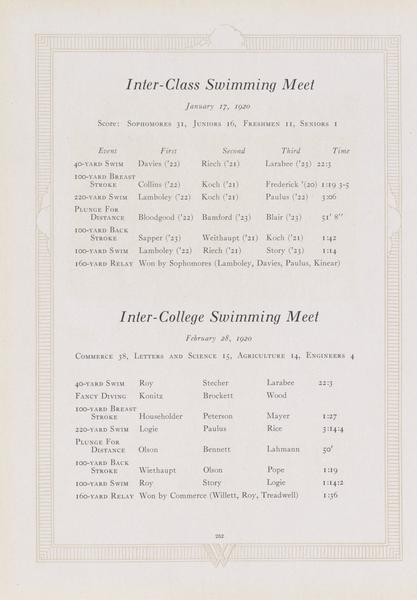 Inter-Class Swimming Meet
January 17, 1920
Score: Sophomores 31, Juniors 16, Freshmen 11, Seniors 1
Event First Second Third Time
40-yard Swim Davies ('22) Riech ('21) Larabee ('23) 22:3
100-yard Breast
Stroke Collins ('22) Koch ('21) Frederick '(20) 1:19 3-5
220-yard Swim Lamboley ('22) Koch ('21) Paulus ('22) 3:06
Plunge For
Distance Bloodgood ('22) Bamford ('23) Blair ('23) 51' 8"
100-yard Back
Stroke Sapper ('23) Weithaupt ('21) Koch ('21) 1:42
100-yard Swim Lamboley ('22) Riech ('21) Story ('23) 1:14
160-yard Relay Won by Sophomores (Lamboley, Davies, Paulus, Kinear)
Inter-College Swimming Meet
February 28, 1920
Commerce 38, Letters and Science 15, Agriculture 14, Engineers 4
40-yard Swim Roy Stecher Larabee 22:3
Fancy Diving Konitz Brockett Wood
100-yard Breast
Stroke Householder Peterson Mayer 1:27
220-yard Swim Logie Paulus Rice 3:14:4
Plunge For
Distance Olson Bennett Lahmann 50'
100-yard Back
Stroke Wiethaupt Olson Pope 1:19
100-yard Swim Roy Story Logie 1:14:2
160-yard Relay Won by Commerce (Willett, Roy, Treadwell) 1:36
262
W